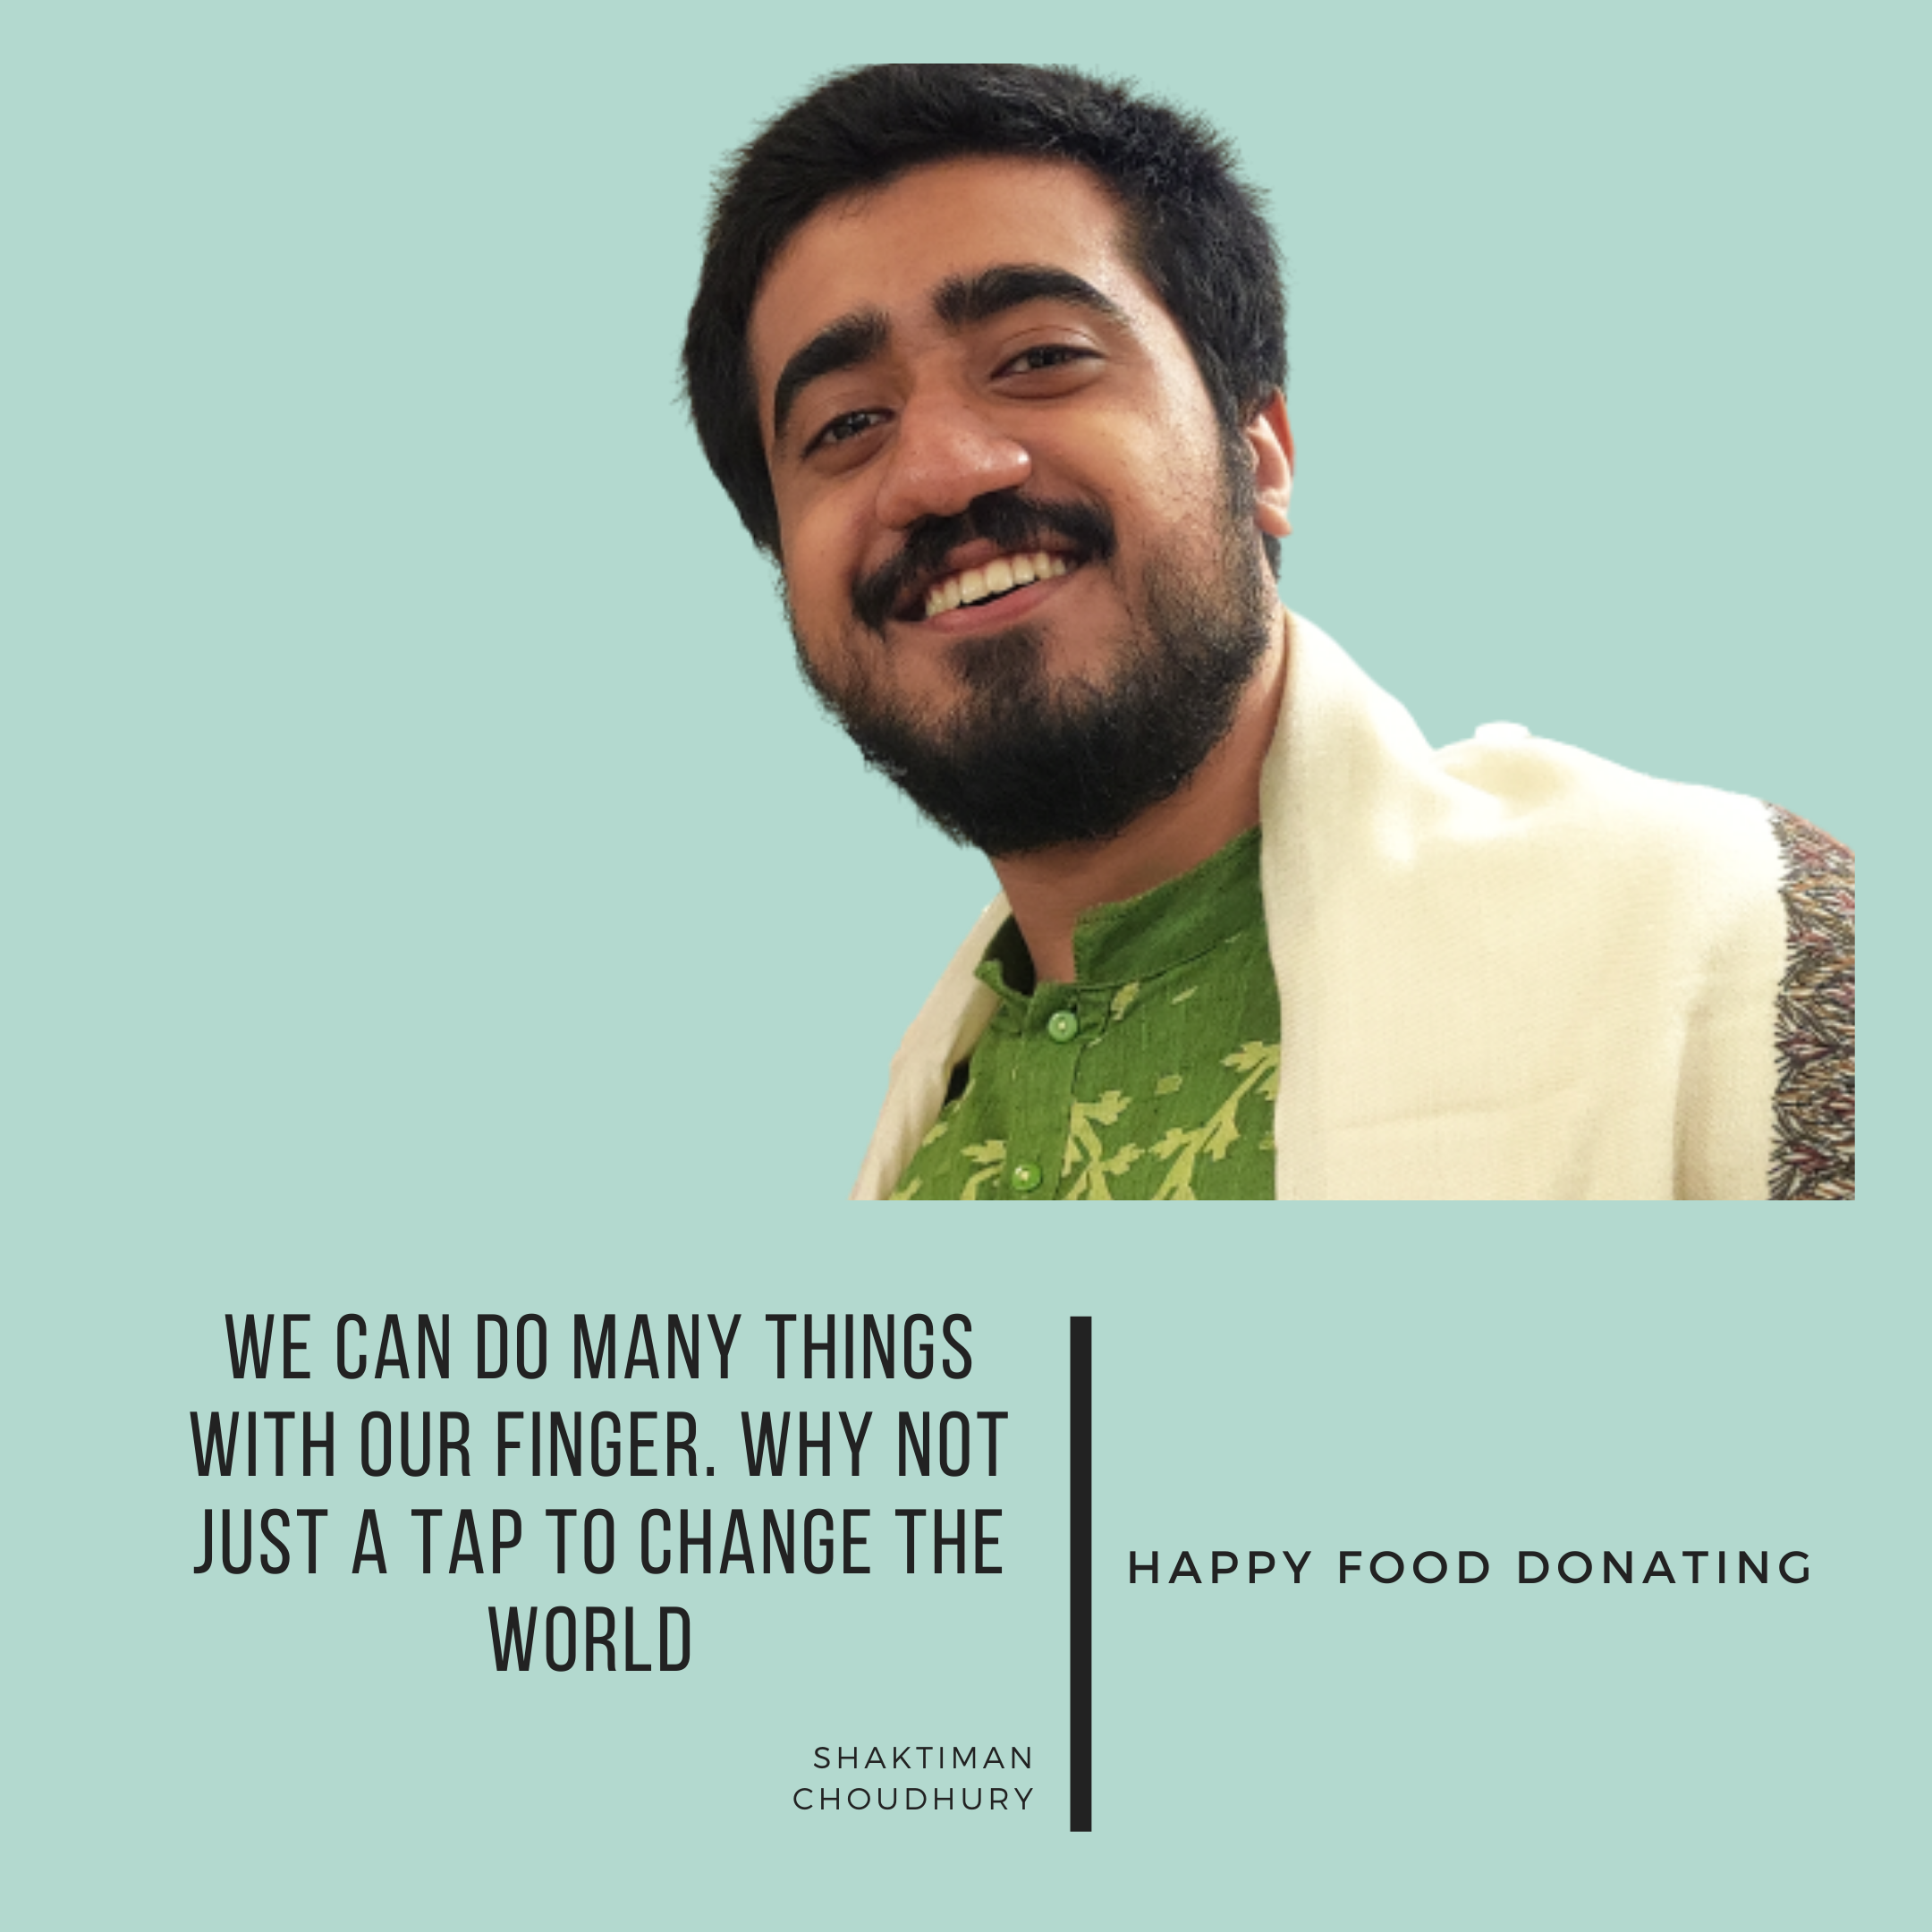 WE CAN DO MANY THINGS
WITH OUR FINGER. WHY NOT
JUST A TAP TO CHANGE THE
WORLD
SHAKTIMAN
CHOUDHURY
HAPPY FOOD DONATING